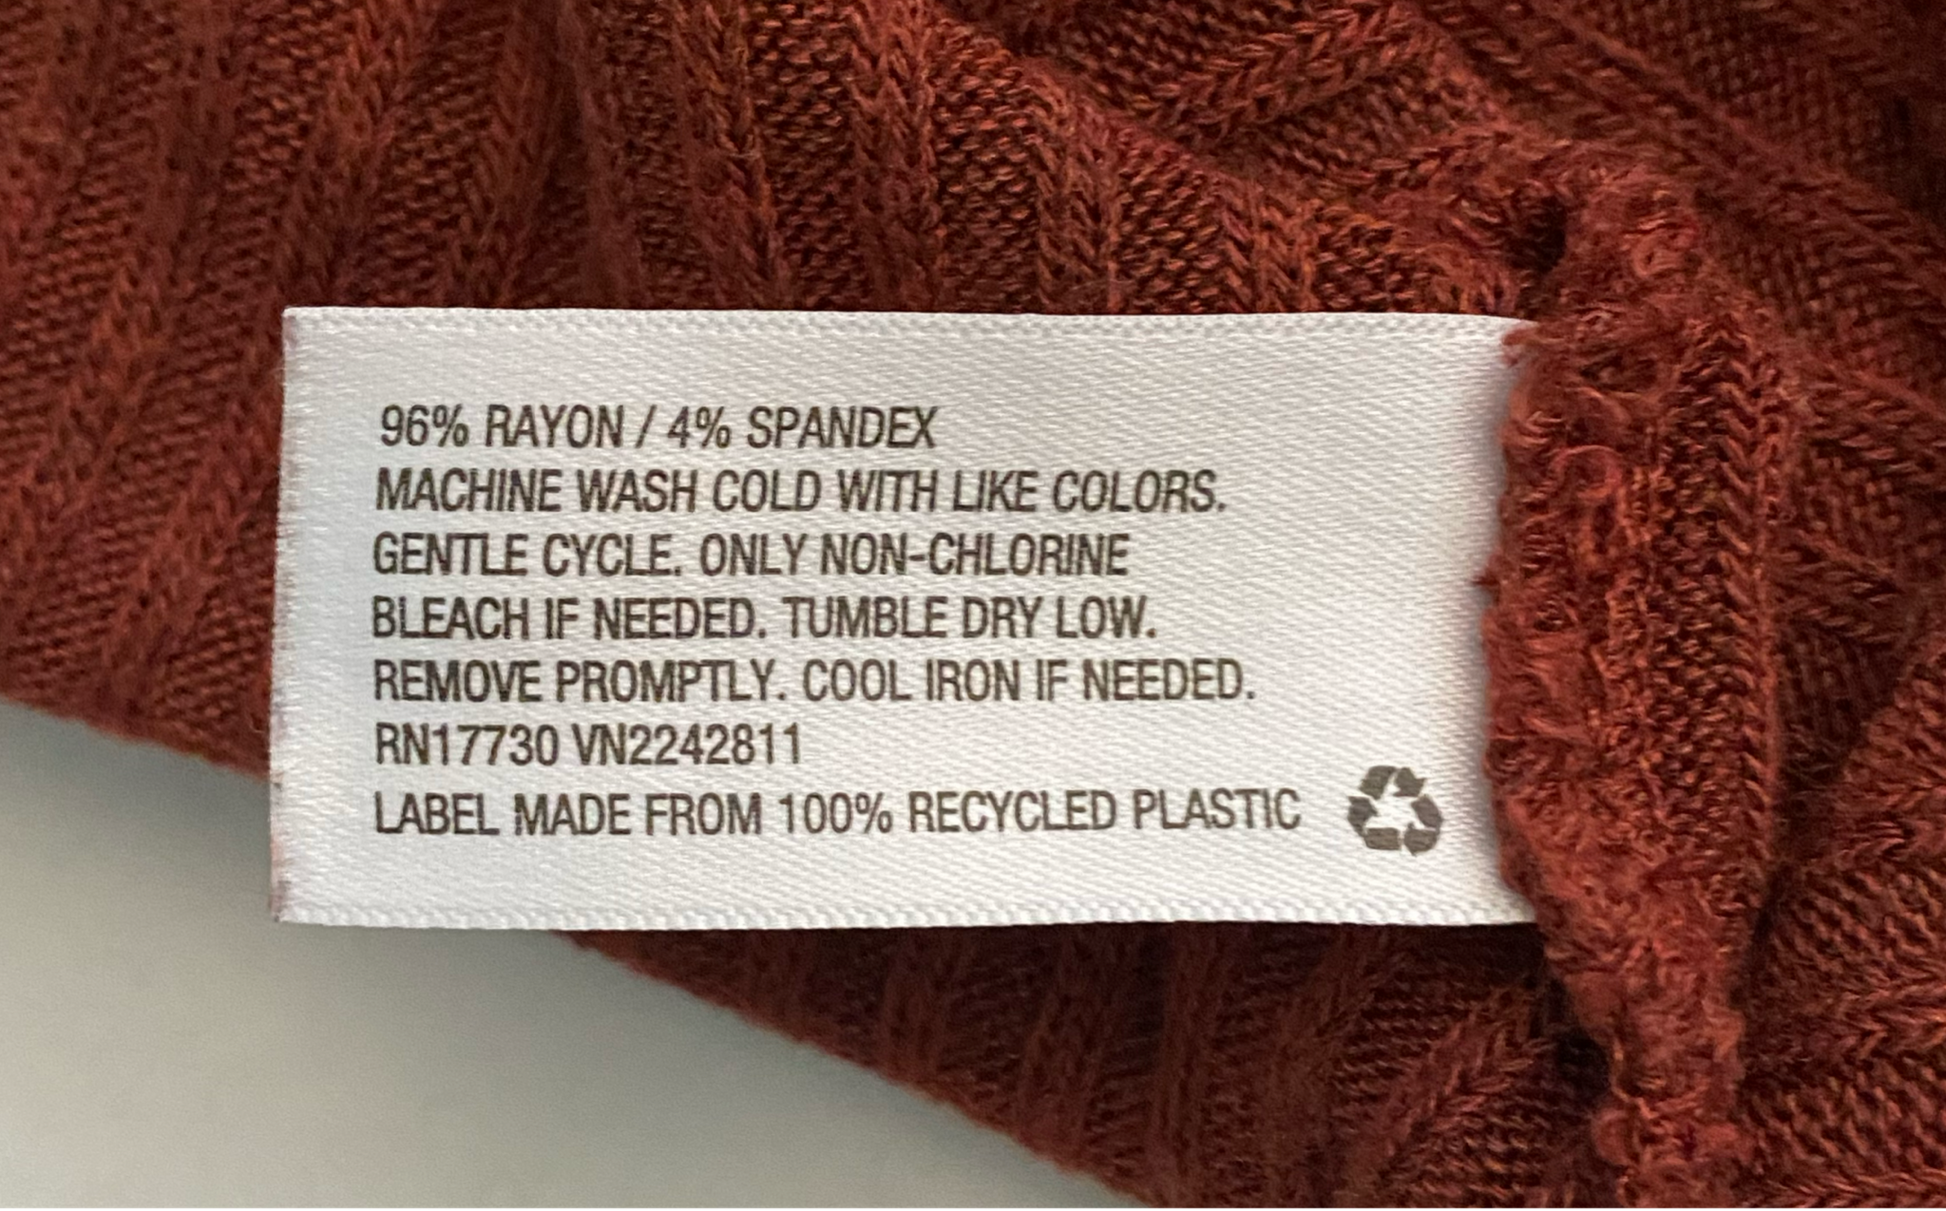 96% RAYON / 4% SPANDEX
MACHINE WASH COLD WITH LIKE COLORS.
GENTLE CYCLE. ONLY NON-CHLORINE
BLEACH IF NEEDED. TUMBLE DRY LOW.
REMOVE PROMPTLY. COOL IRON IF NEEDED.
RN17730 VN2242811
LABEL MADE FROM 100% RECYCLED PLASTIC